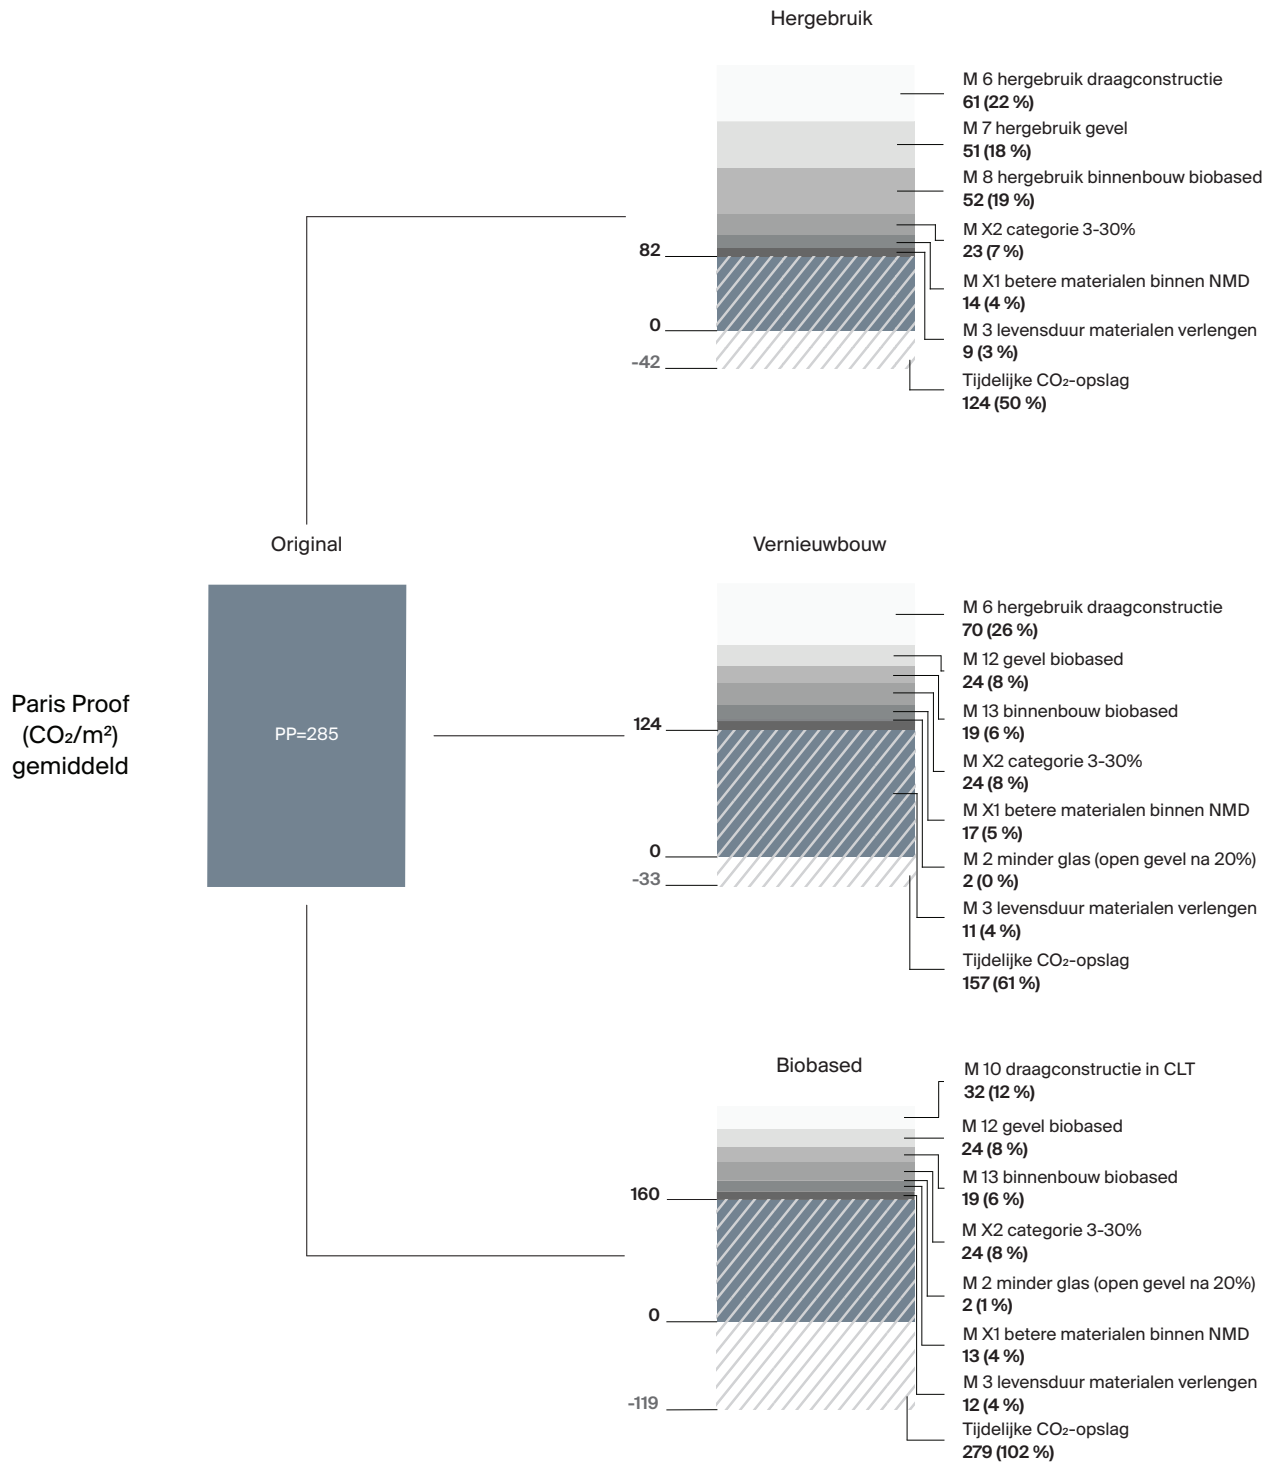 Hergebruik
M 6 hergebruik draagconstructie
61 (22 %)
M 7 hergebruik gevel
51 (18 %)
M 8 hergebruik binnenbouw biobased
52 (19 %)
M X2 categorie 3-30%
23 (7 %)
M X1 betere materialen binnen NMD
14 (4 %)
M 3 levensduur materialen verlengen
9 (3 %)
Tijdelijke CO₂-opslag
124 (50 %)
82
0
-42
Original
PP=285
Paris Proof
(CO₂/m²)
gemiddeld
Vernieuwbouw
M 6 hergebruik draagconstructie
70 (26 %)
M 12 gevel biobased
24 (8 %)
M 13 binnenbouw biobased
19 (6 %)
M X2 categorie 3-30%
24 (8 %)
M X1 betere materialen binnen NMD
17 (5 %)
M 2 minder glas (open gevel na 20%)
2 (0 %)
M 3 levensduur materialen verlengen
11 (4 %)
Tijdelijke CO₂-opslag
157 (61 %)
124
0
-33
Biobased
M 10 draagconstructie in CLT
32 (12 %)
M 12 gevel biobased
24 (8 %)
M 13 binnenbouw biobased
19 (6 %)
M X2 categorie 3-30%
24 (8 %)
M 2 minder glas (open gevel na 20%)
2 (1 %)
M X1 betere materialen binnen NMD
13 (4 %)
M 3 levensduur materialen verlengen
12 (4 %)
Tijdelijke CO₂-opslag
279 (102 %)
160
0
-119